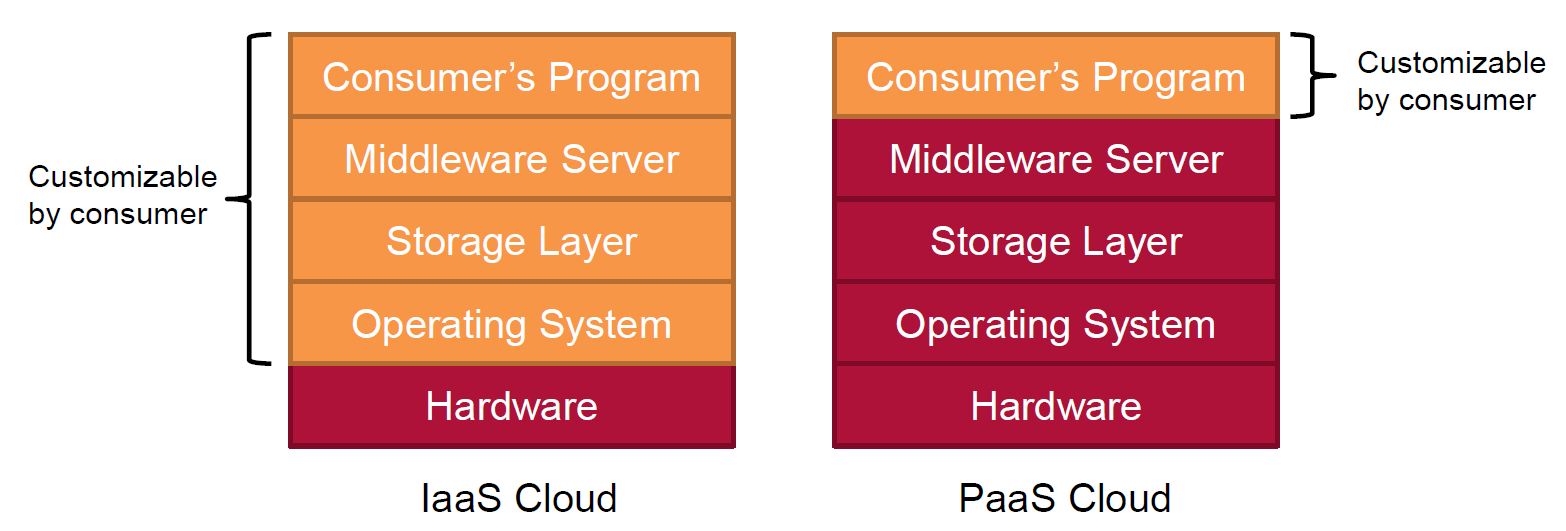 Customizable
by consumer
Consumer’s Program
Middleware Server
Storage Layer
Operating System
Hardware
IaaS Cloud
Consumer’s Program
Middleware Server
Storage Layer
Operating System
Hardware
PaaS Cloud
Customizable
by consumer